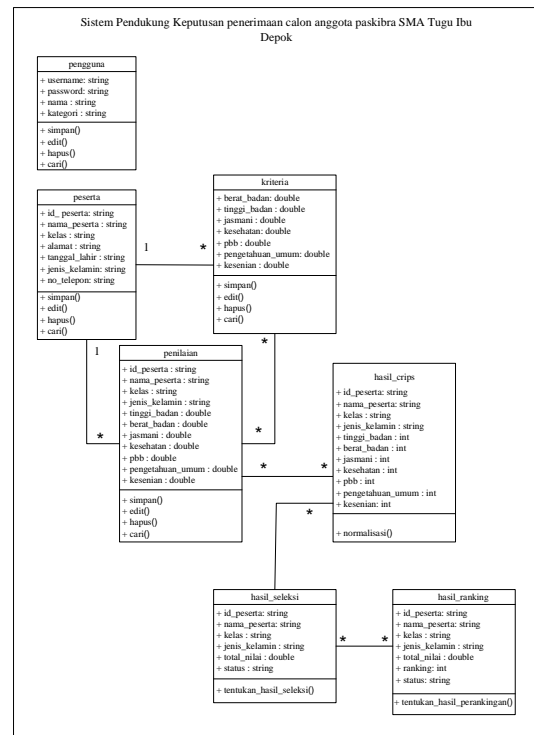 Sistem Pendukung Keputusan penerimaan calon anggota paskibra SMA Tugu Ibu
Depok
pengguna
+ username: string
+ password: string
+ nama : string
+ kategori : string
+ simpan()
+ edit()
+ hapus()
+ cari()
peserta
+ id_ peserta: string
+ nama_peserta : string
+ kelas : string
+ alamat : string
+ tanggal_lahir : string
+ jenis_kelamin: string
+ no_telepon: string
+ simpan()
+ edit()
+ hapus()
+ cari()
1
*
kriteria
+ berat_badan: double
+ tinggi_badan : double
+ jasmani : double
+ kesehatan: double
+ pbb : double
+ pengetahuan_umum : double
+ kesenian : double
+ simpan()
+ edit()
+ hapus()
+ cari()
1
*
*
penilaian
+ id_peserta : string
+ nama_peserta : string
+ kelas : string
+ jenis_kelamin : string
+ tinggi_badan : double
+ berat_badan : double
+ jasmani : double
+ kesehatan : double
+ pbb : double
+ pengetahuan_umum : double
+ kesenian : double
+ simpan()
+ edit()
+ hapus()
+ cari()
*
*
*
hasil_crips
+ id_peserta: string
+ nama_peserta: string
+ kelas : string
+ jenis_kelamin: string
+ tinggi_badan : int
+ berat_badan : int
+ jasmani : int
+ kesehatan : int
+ pbb : int
+ pengetahuan_umum : int
+ kesenian: int
+ normalisasi()
*
hasil_seleksi
+ id_peserta: string
+ nama_peserta: string
+ kelas : string
+ jenis_kelamin: string
+ total_nilai : double
+ status : string
+ tentukan_hasil_seleksi()
*
*
hasil_ranking
+ id_peserta: string
+ nama_peserta: string
+ kelas : string
+ jenis_kelamin: string
+ total_nilai : double
+ ranking: int
+ status: string
+ tentukan_hasil_perankingan()